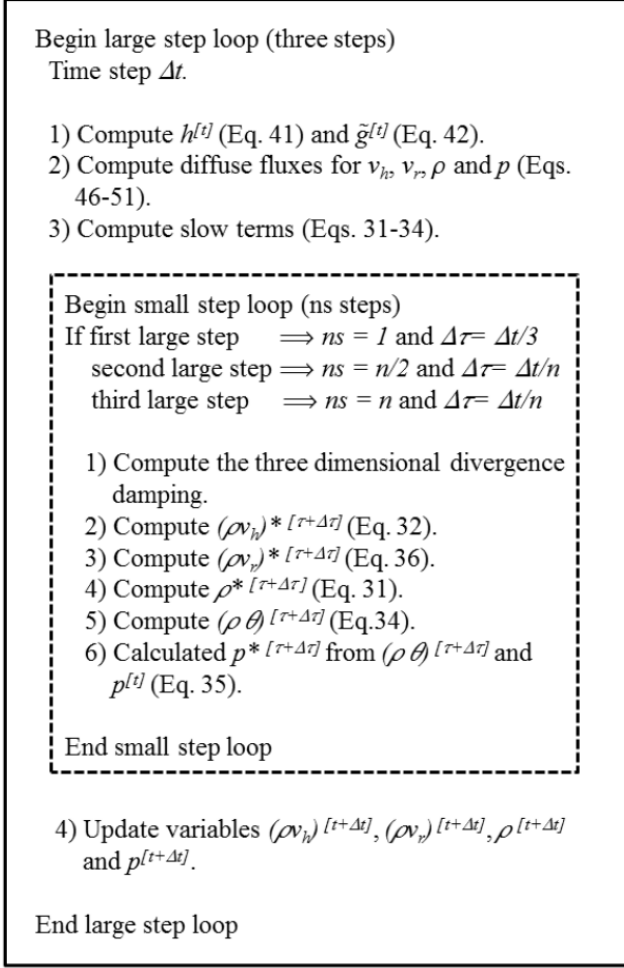 Begin large step loop (three steps)
Time step Δt.
1) Compute h[t] (Eq. 41) and g̃[t] (Eq. 42).
2) Compute diffuse fluxes for vₕ, vᵣ, ρ and p (Eqs.
46-51).
3) Compute slow terms (Eqs. 31-34).
Begin small step loop (ns steps)
If first large step ⟹ ns = 1 and Δτ= Δt/3
second large step ⟹ ns = n/2 and Δτ= Δt/n
third large step ⟹ ns = n and Δτ= Δt/n
1) Compute the three dimensional divergence
damping.
2) Compute (ρvₕ)* [τ+Δτ] (Eq. 32).
3) Compute (ρvᵣ)* [τ+Δτ] (Eq. 36).
4) Compute ρ* [τ+Δτ] (Eq. 31).
5) Compute (ρ θ) [τ+Δτ] (Eq.34).
6) Calculated p* [τ+Δτ] from (ρ θ) [τ+Δτ] and
p[t] (Eq. 35).
End small step loop
4) Update variables (ρvₕ) [t+Δt], (ρvᵣ) [t+Δt], ρ [t+Δt]
and p[t+Δt].
End large step loop